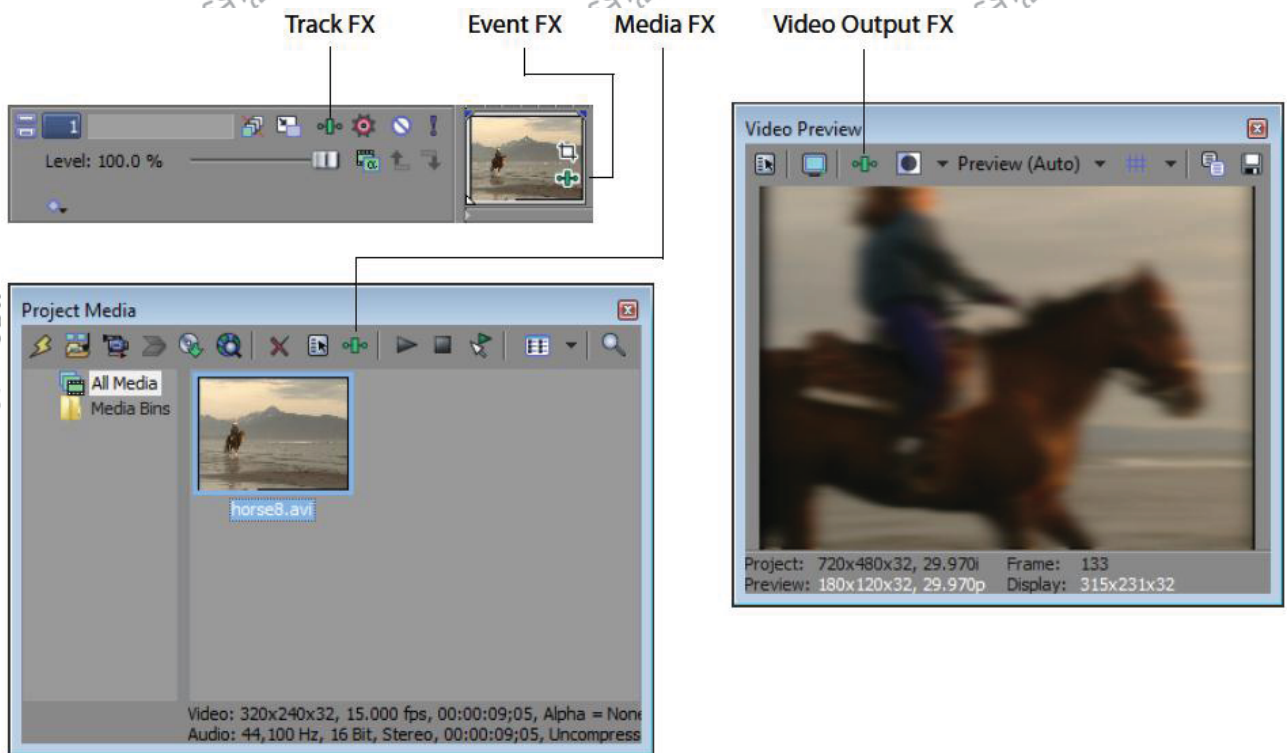 Track FX
Event FX
Media FX
Video Output FX
1
Level: 100.0 %
Video Preview
Preview (Auto)
Project: 720x480x32, 29.970i Frame: 133
Preview: 180x120x32, 29.970p Display: 315x231x32
Project Media
All Media
Media Bins
horse8.avi
Video: 320x240x32, 15.000 fps, 00:00:09;05, Alpha = None
Audio: 44,100 Hz, 16 Bit, Stereo, 00:00:09;05, Uncompress